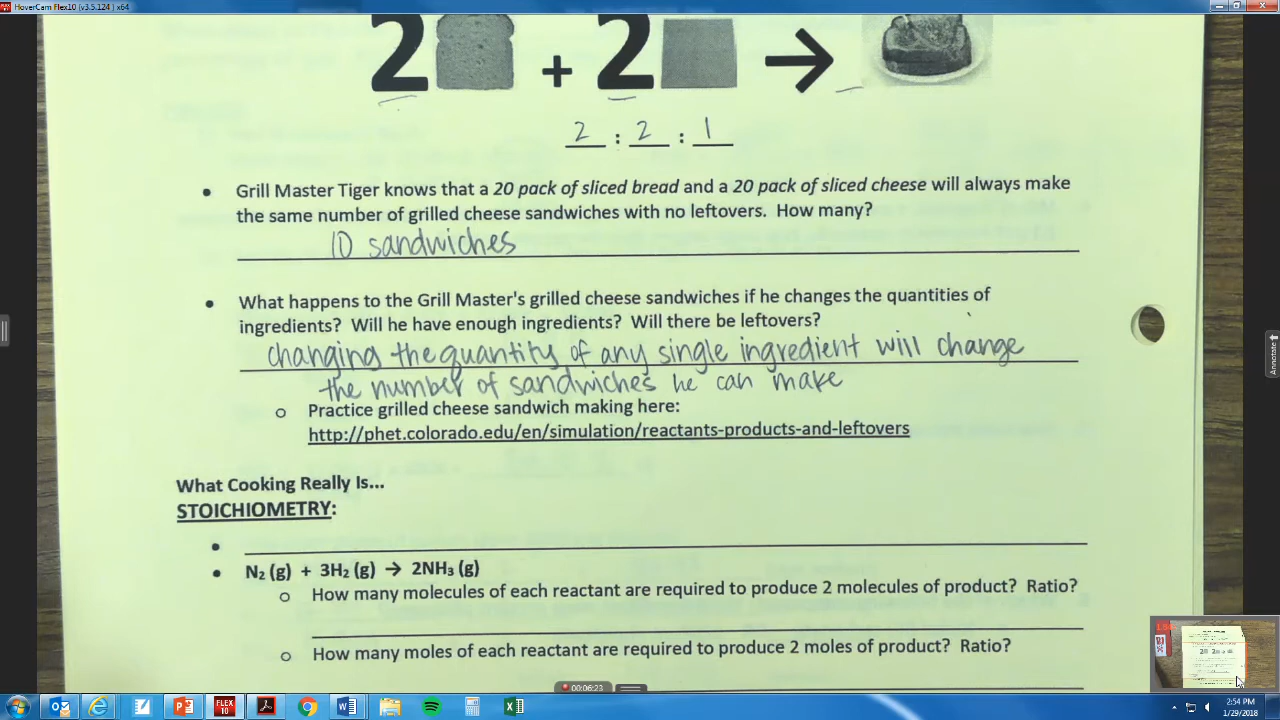 HoverCam Flex10 (v3.5.124) x64
2 + 2 →
2 : 2 : 1
• Grill Master Tiger knows that a 20 pack of sliced bread and a 20 pack of sliced cheese will always make
the same number of grilled cheese sandwiches with no leftovers. How many?
10 sandwiches
• What happens to the Grill Master's grilled cheese sandwiches if he changes the quantities of
ingredients? Will he have enough ingredients? Will there be leftovers?
changing the quantity of any single ingredient will change
the number of sandwiches he can make
o Practice grilled cheese sandwich making here:
http://phet.colorado.edu/en/simulation/reactants-products-and-leftovers
What Cooking Really Is...
STOICHIOMETRY:
•
• N₂ (g) + 3H₂ (g) → 2NH₃ (g)
o How many molecules of each reactant are required to produce 2 molecules of product? Ratio?
o How many moles of each reactant are required to produce 2 moles of product? Ratio?
Annotate
00:06:23
FLEX
10
2:54 PM
1/29/2018